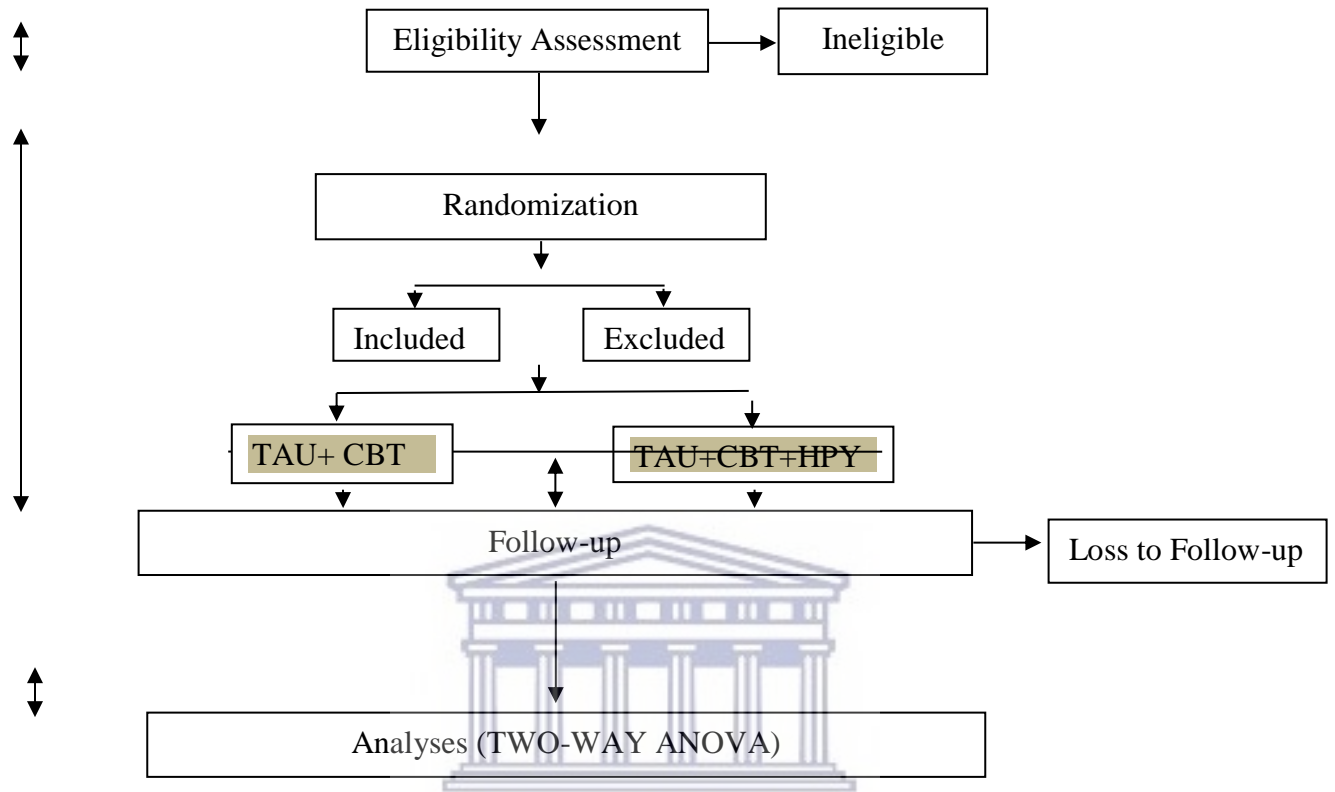 Eligibility Assessment
Ineligible
Randomization
Included
Excluded
TAU+ CBT
TAU+CBT+HPY
Follow-up
Loss to Follow-up
Analyses (TWO-WAY ANOVA)